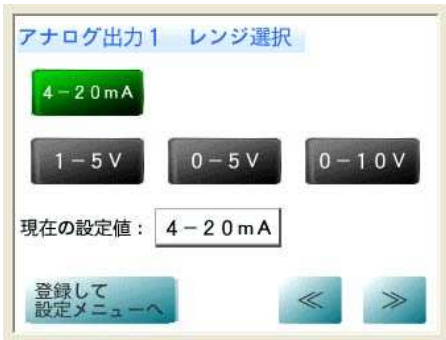 アナログ出力1　レンジ選択
4－20mA
1－5V　0－5V　0－10V
現在の設定値：　4－20mA
登録して
設定メニューへ　≪　≫